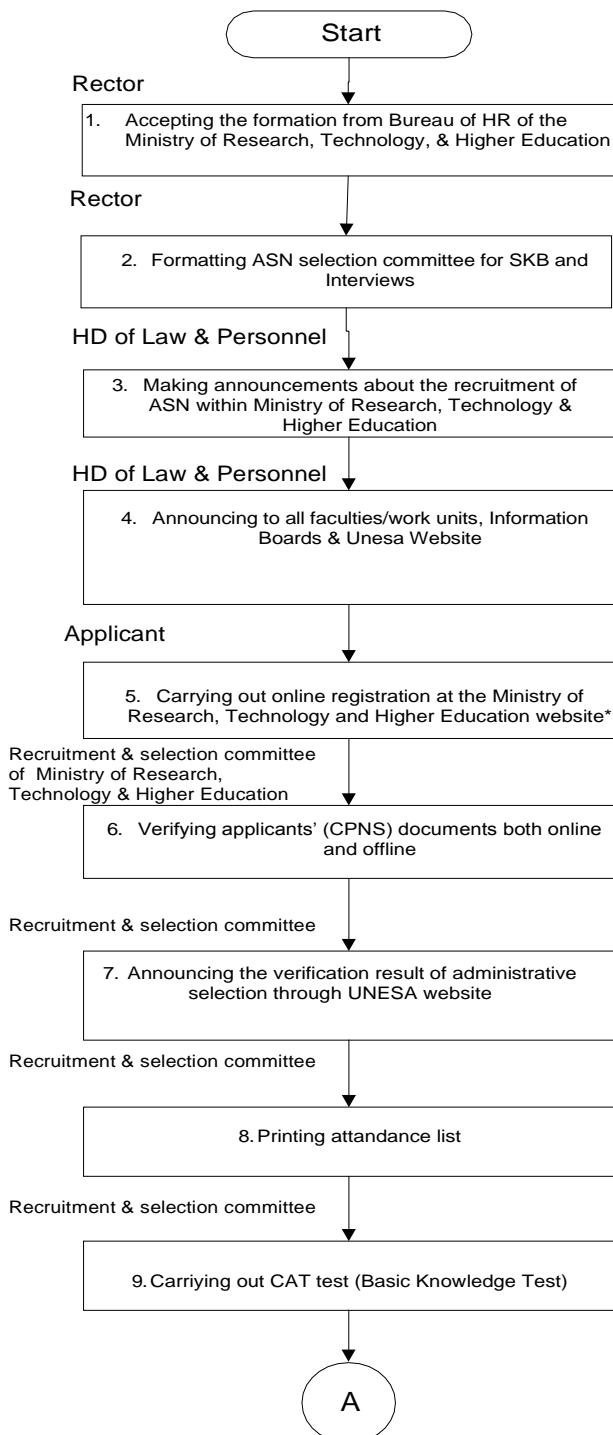 Start
Rector
1. Accepting the formation from Bureau of HR of the
Ministry of Research, Technology, & Higher Education
Rector
2. Formatting ASN selection committee for SKB and
Interviews
HD of Law & Personnel
3. Making announcements about the recruitment of
ASN within Ministry of Research, Technology &
Higher Education
HD of Law & Personnel
4. Announcing to all faculties/work units, Information
Boards & Unesa Website
Applicant
5. Carrying out online registration at the Ministry of
Research, Technology and Higher Education website*
Recruitment & selection committee
of Ministry of Research,
Technology & Higher Education
6. Verifying applicants’ (CPNS) documents both online
and offline
Recruitment & selection committee
7. Announcing the verification result of administrative
selection through UNESA website
Recruitment & selection committee
8. Printing attandance list
Recruitment & selection committee
9. Carriying out CAT test (Basic Knowledge Test)
A